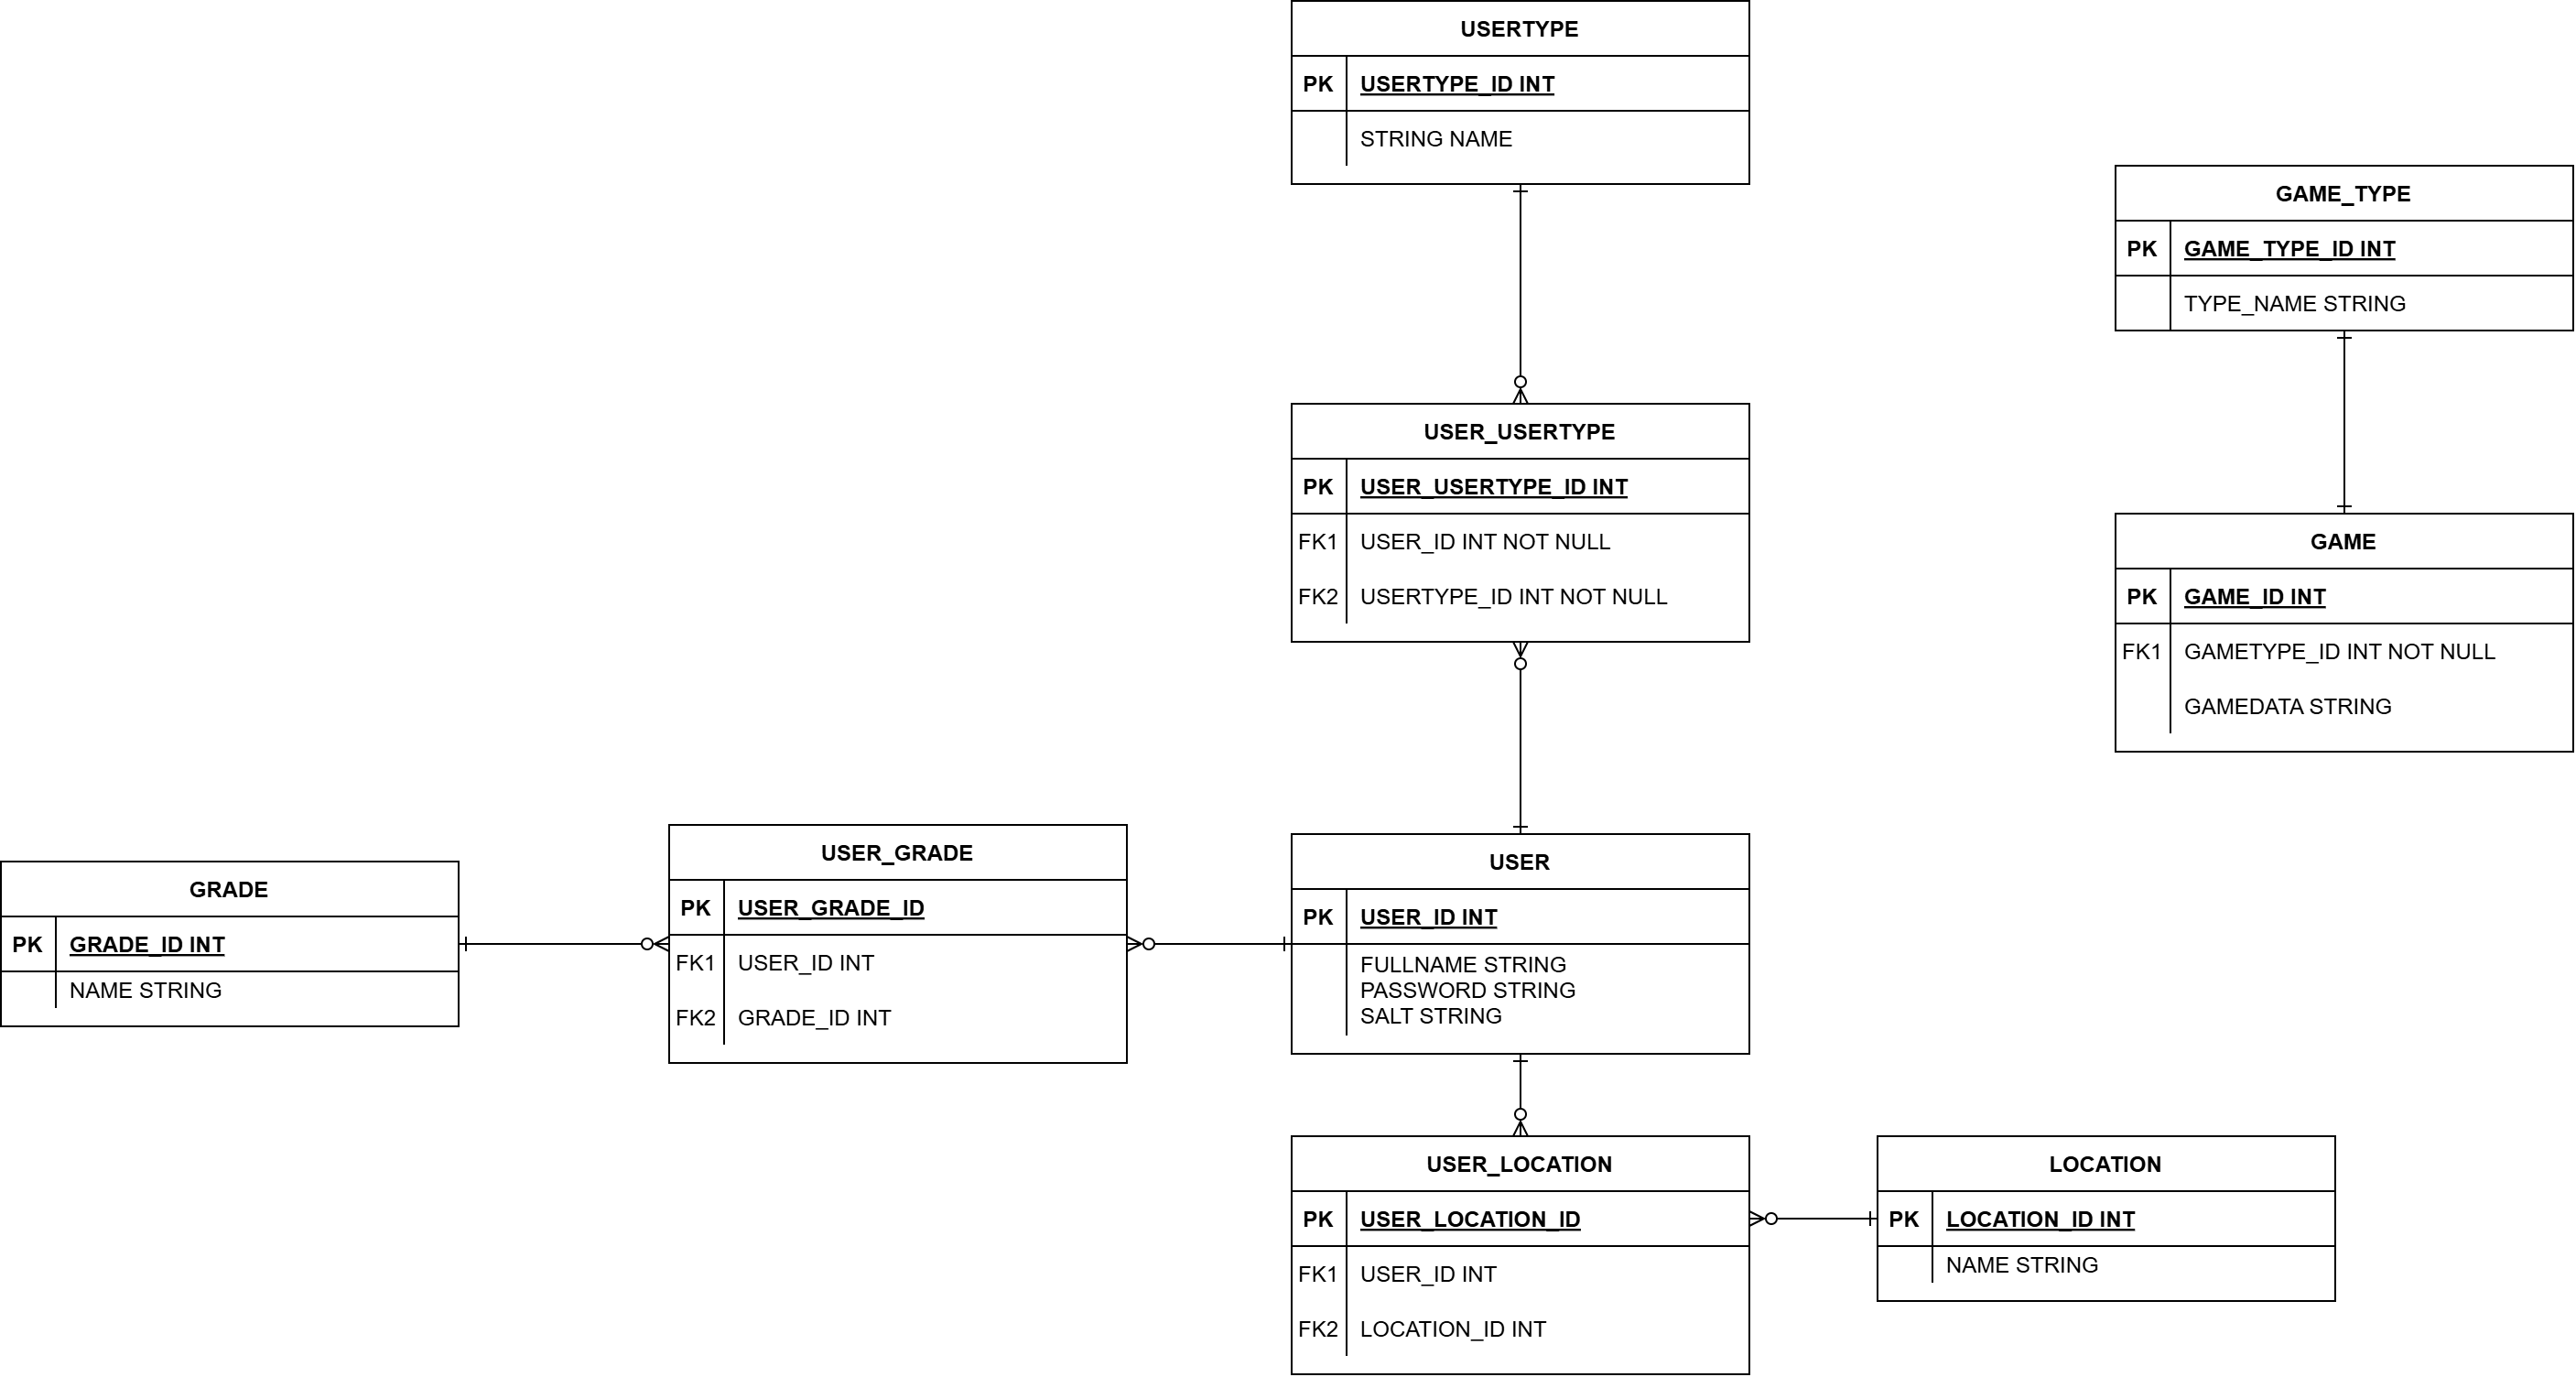 USERTYPE
PK USERTYPE_ID INT
STRING NAME
GAME_TYPE
PK GAME_TYPE_ID INT
TYPE_NAME STRING
USER_USERTYPE
PK USER_USERTYPE_ID INT
FK1 USER_ID INT NOT NULL
FK2 USERTYPE_ID INT NOT NULL
GAME
PK GAME_ID INT
FK1 GAMETYPE_ID INT NOT NULL
GAMEDATA STRING
GRADE
PK GRADE_ID INT
NAME STRING
USER_GRADE
PK USER_GRADE_ID
FK1 USER_ID INT
FK2 GRADE_ID INT
USER
PK USER_ID INT
FULLNAME STRING
PASSWORD STRING
SALT STRING
USER_LOCATION
PK USER_LOCATION_ID
FK1 USER_ID INT
FK2 LOCATION_ID INT
LOCATION
PK LOCATION_ID INT
NAME STRING